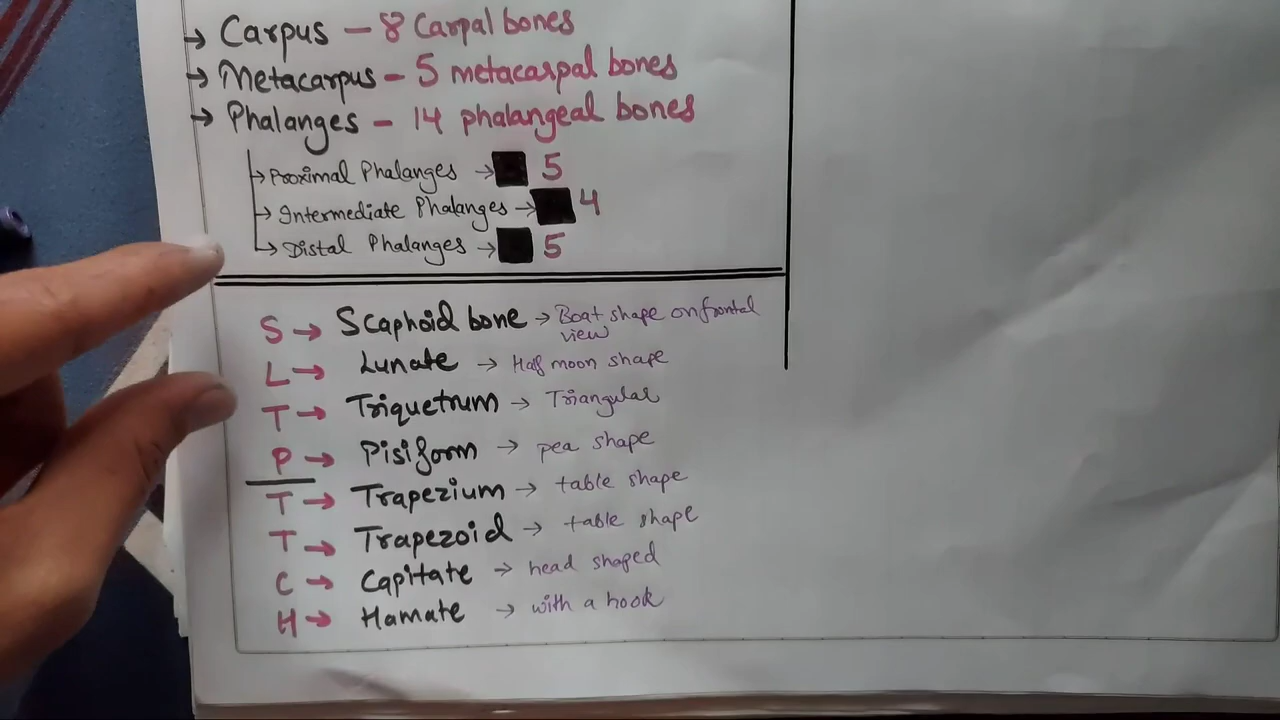 → Carpus – 8 Carpal bones
→ Metacarpus – 5 metacarpal bones
→ Phalanges – 14 phalangeal bones
→ Proximal Phalanges → 5
→ Intermediate Phalanges → 4
→ Distal Phalanges → 5
S → Scaphoid bone → Boat shape on frontal
view
L → Lunate → Half moon shape
T → Triquetrum → Triangular
P → Pisiform → pea shape
T → Trapezium → table shape
T → Trapezoid → table shape
C → Capitate → head shaped
H → Hamate → with a hook